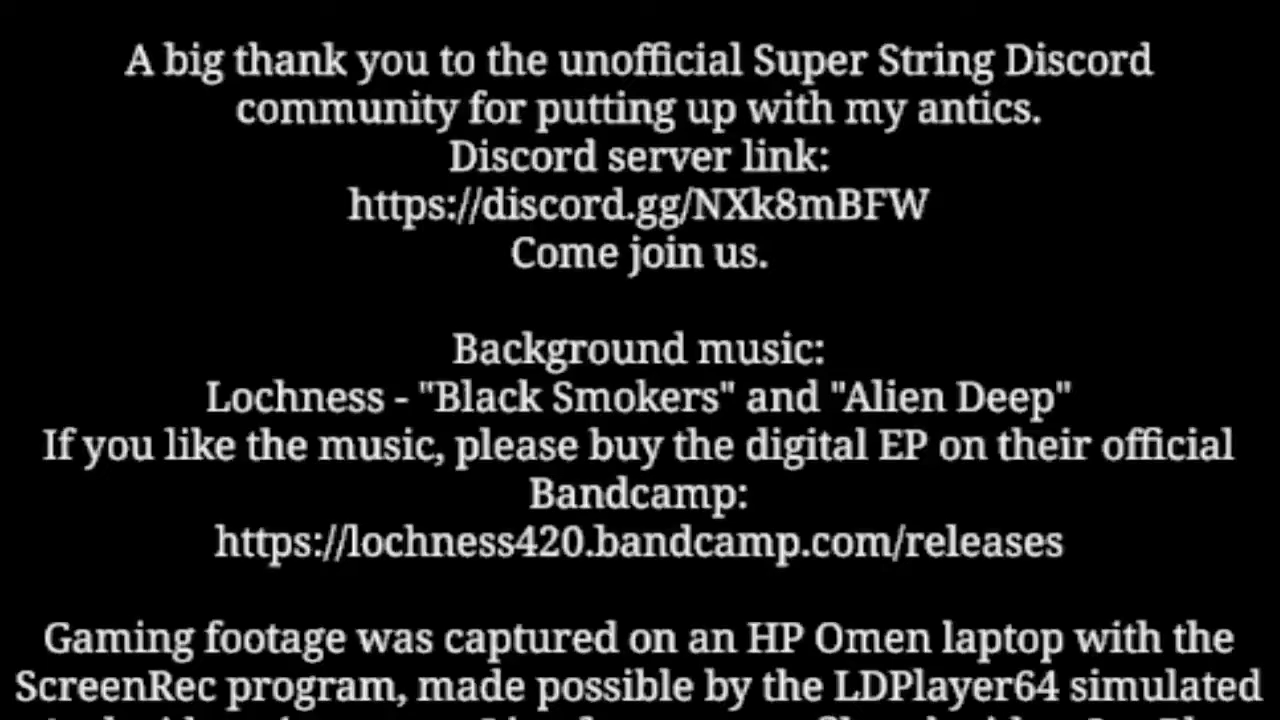 A big thank you to the unofficial Super String Discord
community for putting up with my antics.
Discord server link:
https://discord.gg/NXk8mBFW
Come join us.
Background music:
Lochness - "Black Smokers" and "Alien Deep"
If you like the music, please buy the digital EP on their official
Bandcamp:
https://lochness420.bandcamp.com/releases
Gaming footage was captured on an HP Omen laptop with the
ScreenRec program, made possible by the LDPlayer64 simulated